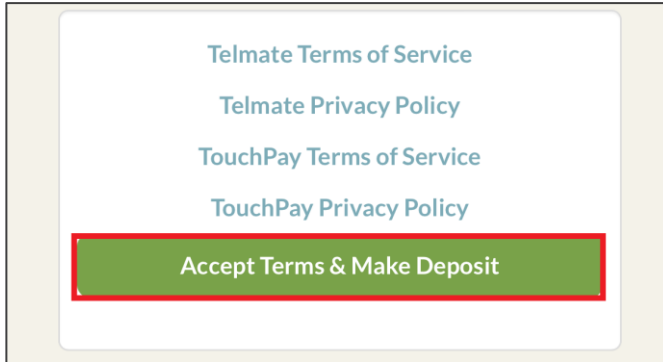 Telmate Terms of Service
Telmate Privacy Policy
TouchPay Terms of Service
TouchPay Privacy Policy
Accept Terms & Make Deposit